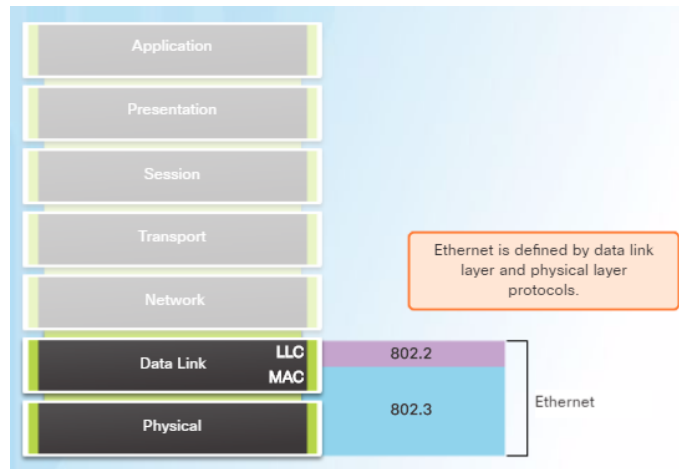 Application
Presentation
Session
Transport
Ethernet is defined by data link
layer and physical layer
protocols.
Network
Data Link
LLC
MAC
802.2
802.3
Ethernet
Physical